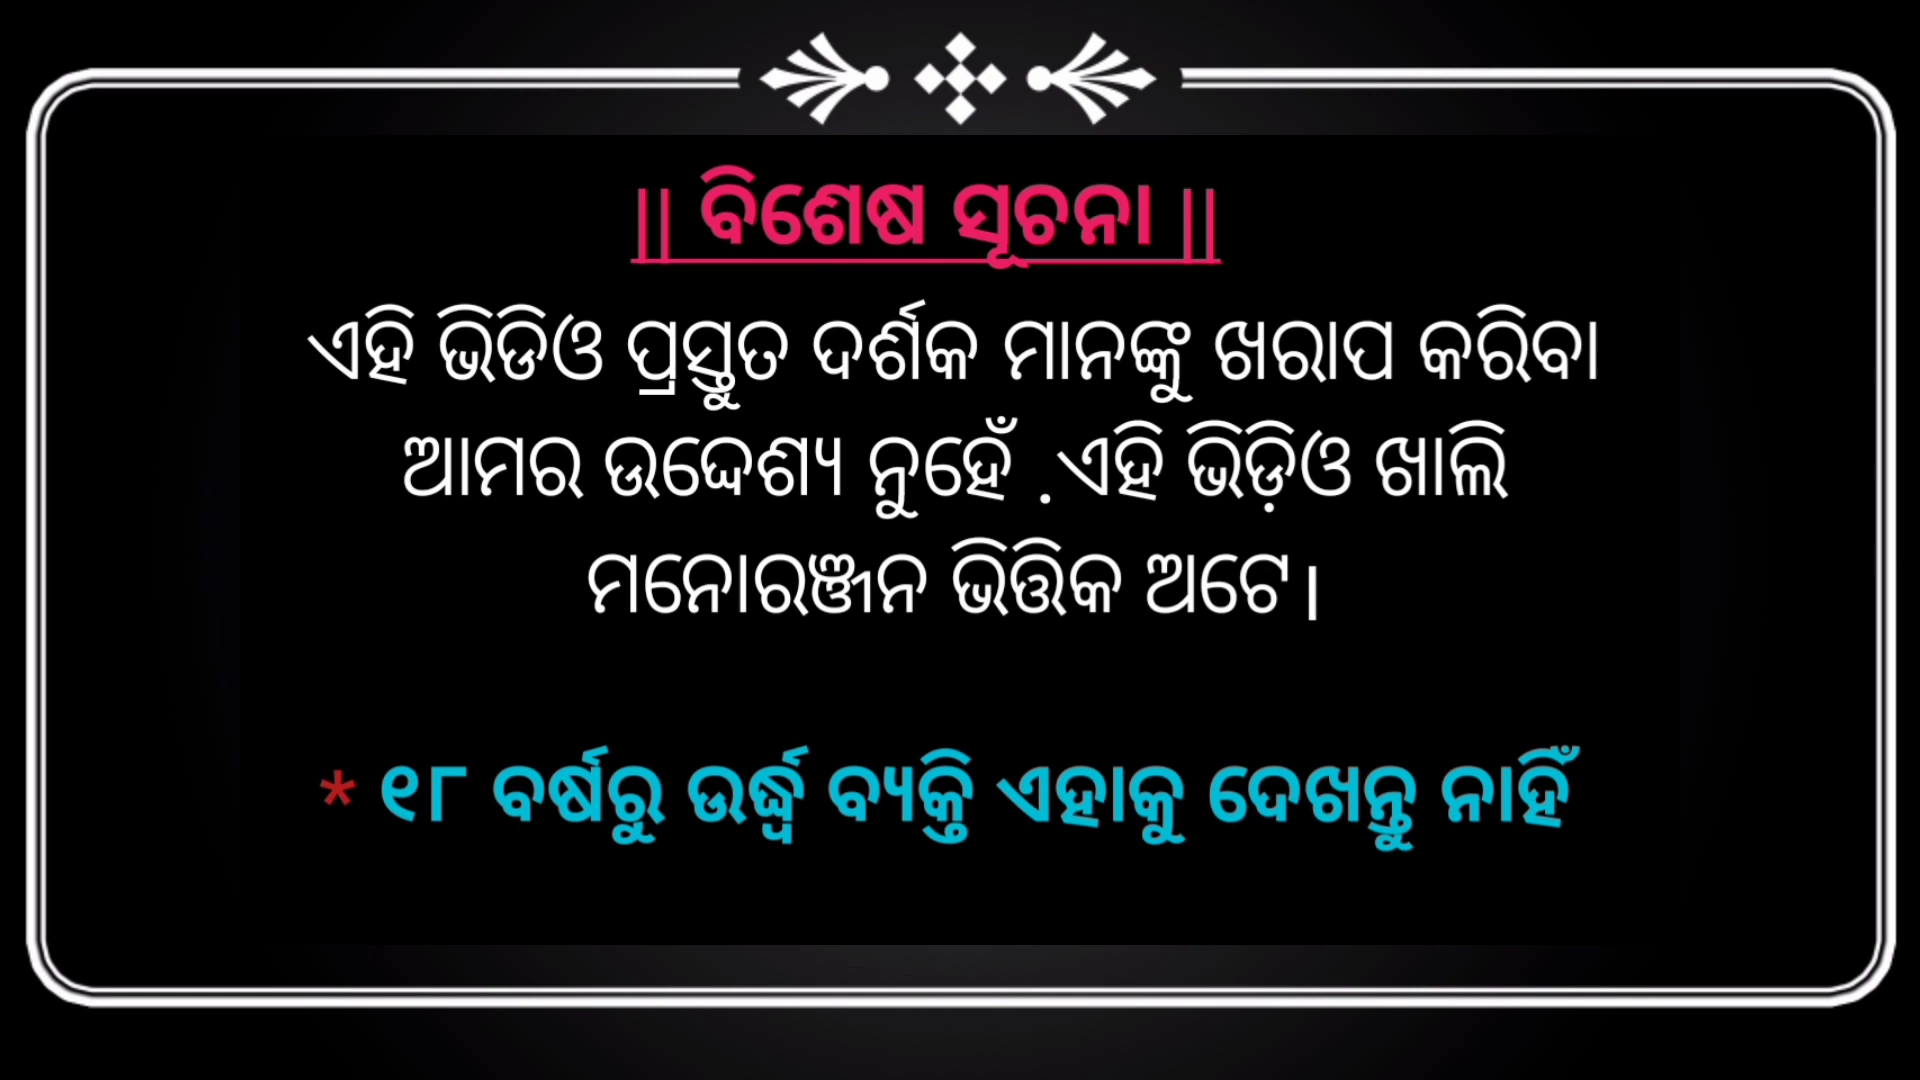 || ବିଶେଷ ସୂଚନା ||
ଏହି ଭିଡିଓ ପ୍ରସ୍ତୁତ ଦର୍ଶକ ମାନଙ୍କୁ ଖରାପ କରିବା
ଆମର ଉଦ୍ଦେଶ୍ୟ ନୁହେଁ .ଏହି ଭିଡ଼ିଓ ଖାଲି
ମନୋରଞ୍ଜନ ଭିତ୍ତିକ ଅଟେ।
* ୧୮ ବର୍ଷରୁ ଉର୍ଦ୍ଧ୍ୱ ବ୍ୟକ୍ତି ଏହାକୁ ଦେଖନ୍ତୁ ନାହିଁ